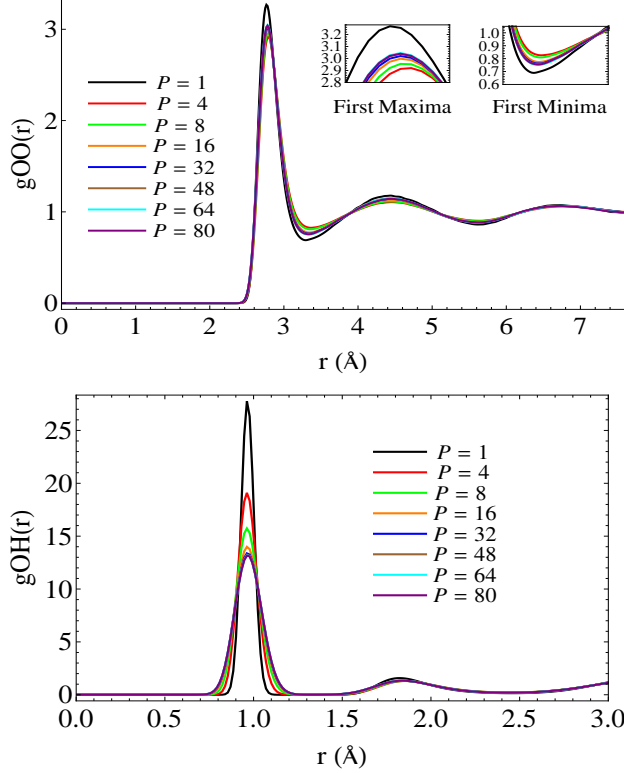 3
2
1
0
gOO(r)
P = 1
P = 4
P = 8
P = 16
P = 32
P = 48
P = 64
P = 80
3.2
3.1
3.0
2.9
2.8
First Maxima
1.0
0.9
0.8
0.7
0.6
First Minima
0 1 2 3 4 5 6 7
r (Å)
25
20
15
10
5
0
gOH(r)
P = 1
P = 4
P = 8
P = 16
P = 32
P = 48
P = 64
P = 80
0.0 0.5 1.0 1.5 2.0 2.5 3.0
r (Å)